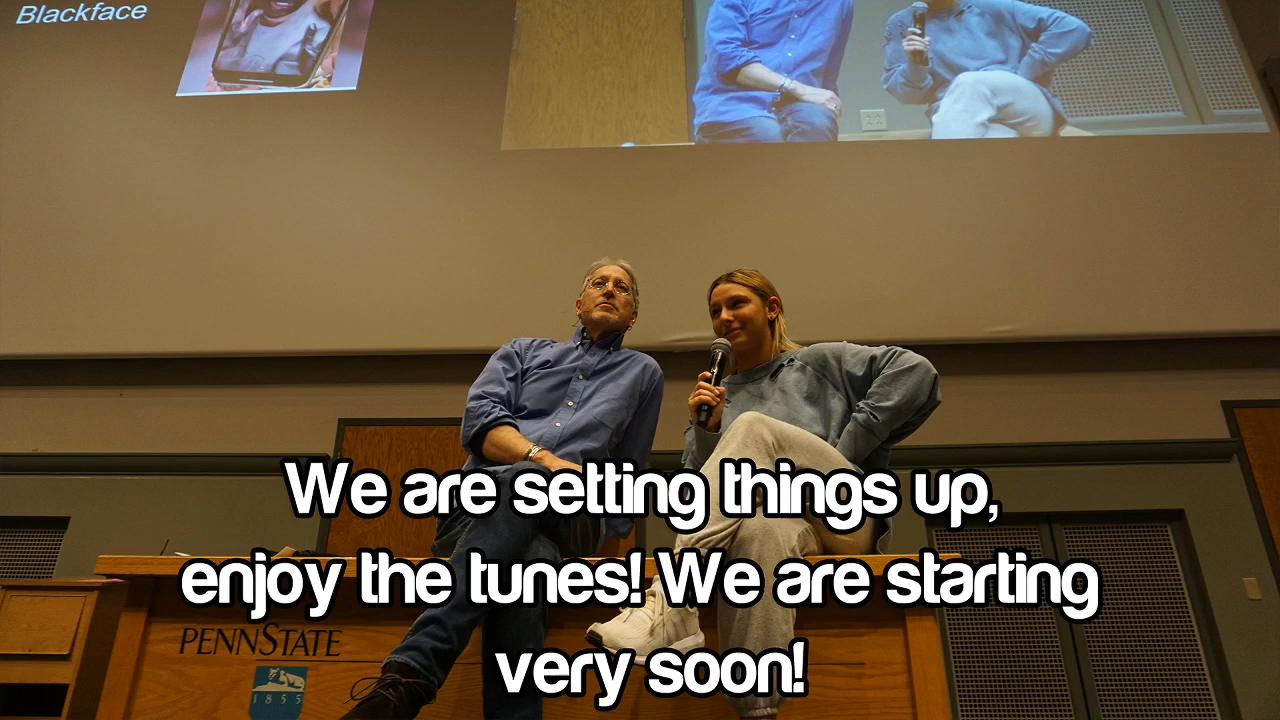 Blackface
We are setting things up,
enjoy the tunes! We are starting
very soon!
PENNSTATE
1855